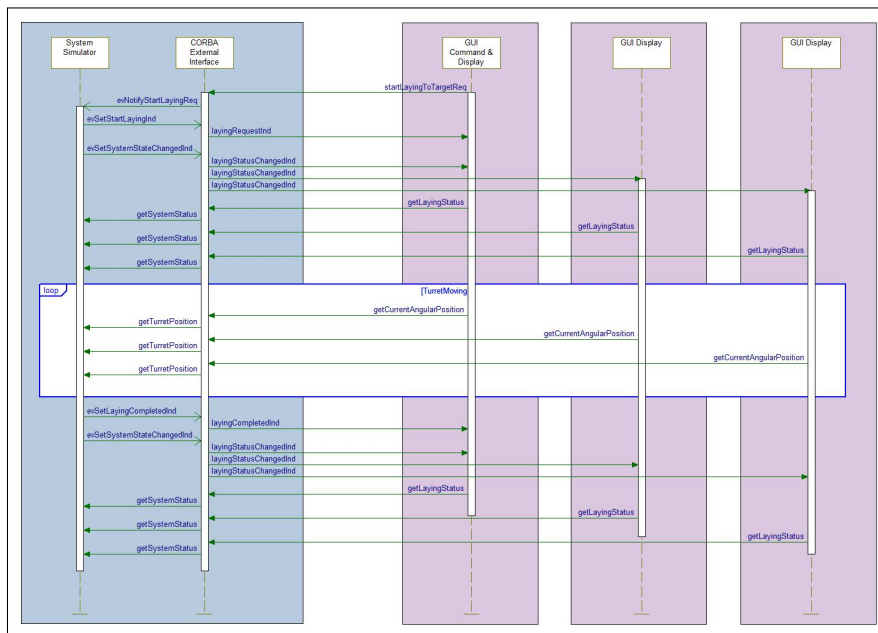 System
Simulator
CORBA
External
Interface
GUI
Command &
Display
GUI Display
GUI Display
startLayingToTargetReq
evNotifyStartLayingReq
evSetStartLayingInd
layingRequestInd
evSetSystemStateChangedInd
layingStatusChangedInd
layingStatusChangedInd
layingStatusChangedInd
getLayingStatus
getSystemStatus
getLayingStatus
getSystemStatus
getLayingStatus
getSystemStatus
loop
[TurretMoving
getCurrentAngularPosition
getTurretPosition
getCurrentAngularPosition
getTurretPosition
getCurrentAngularPosition
getTurretPosition
evSetLayingCompletedInd
layingCompletedInd
evSetSystemStateChangedInd
layingStatusChangedInd
layingStatusChangedInd
layingStatusChangedInd
getLayingStatus
getSystemStatus
getLayingStatus
getSystemStatus
getLayingStatus
getSystemStatus